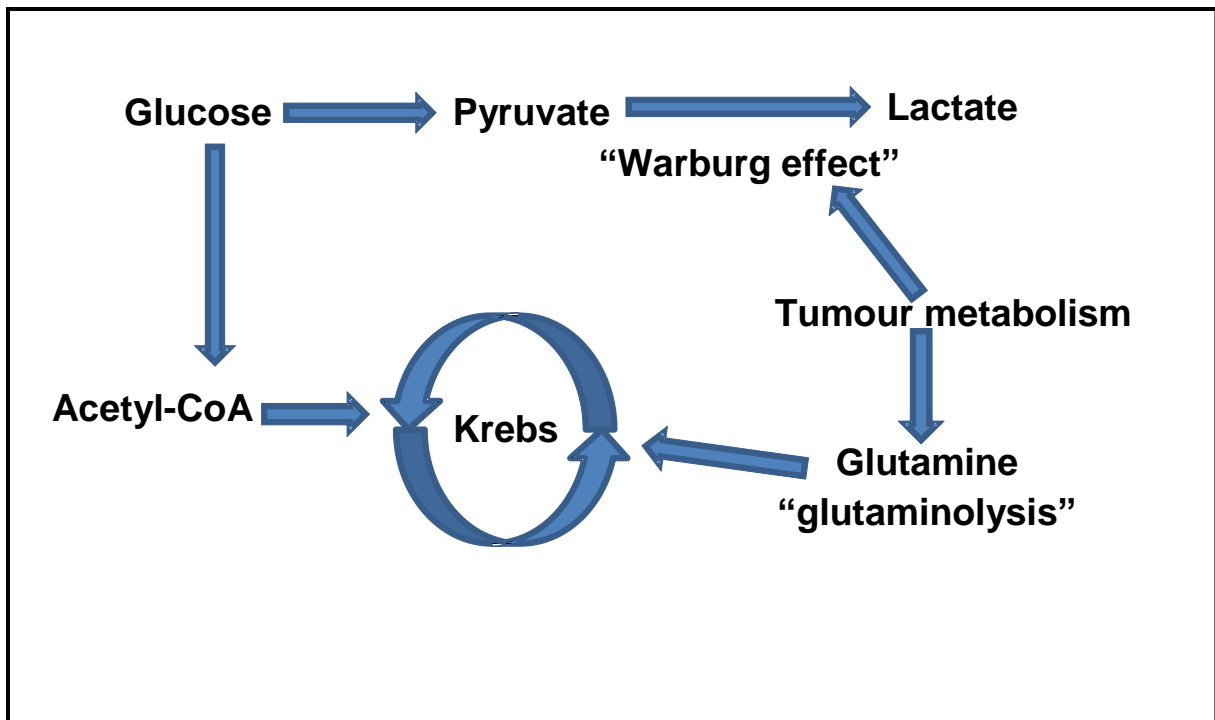 Glucose
Pyruvate
Lactate
“Warburg effect”
Tumour metabolism
Acetyl-CoA
Krebs
Glutamine
“glutaminolysis”